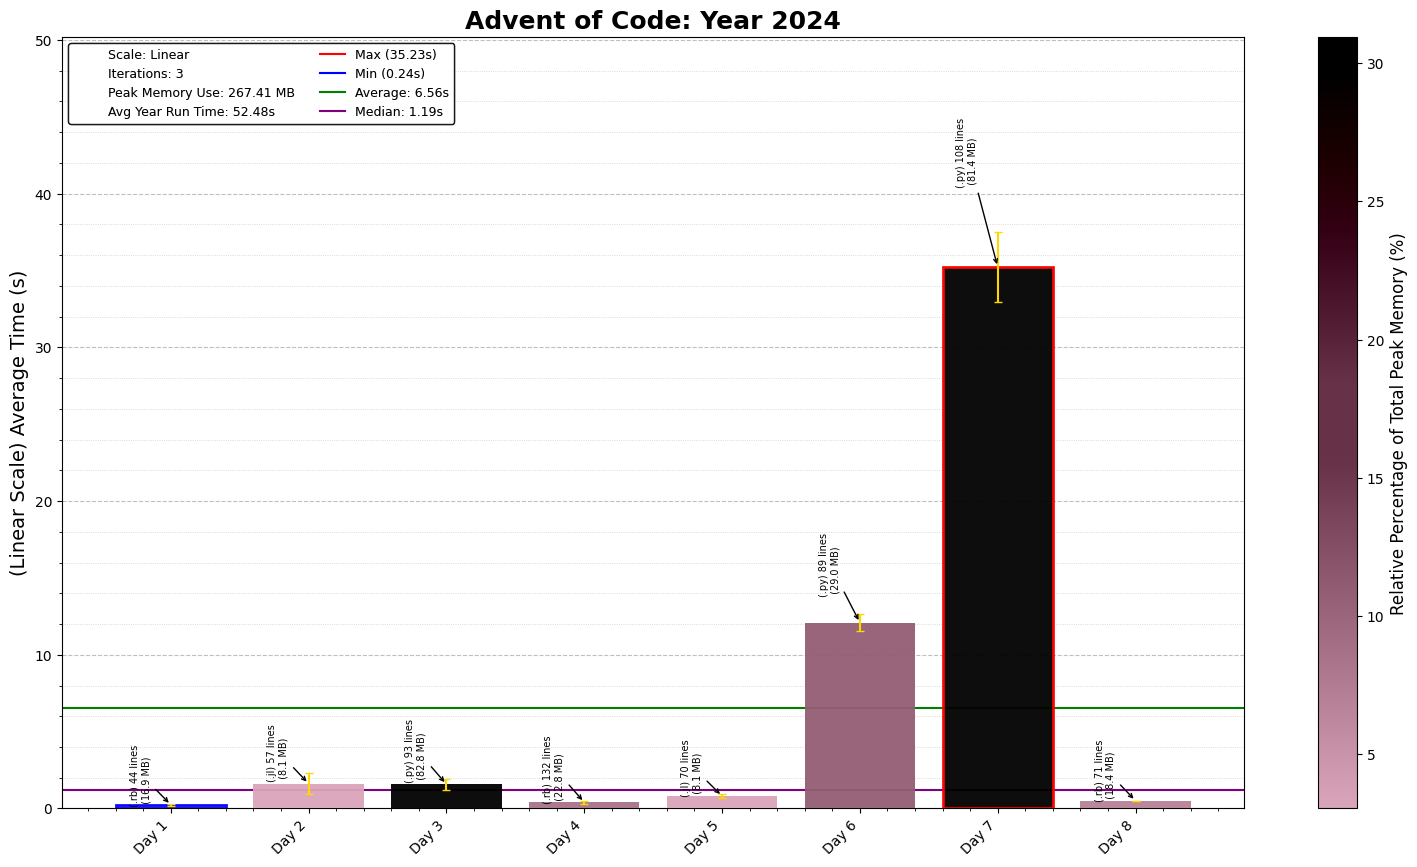 Advent of Code: Year 2024
Scale: Linear
Iterations: 3
Peak Memory Use: 267.41 MB
Avg Year Run Time: 52.48s
Max (35.23s)
Min (0.24s)
Average: 6.56s
Median: 1.19s
(Linear Scale) Average Time (s)
50
40
30
20
10
0
(.rb) 44 lines
(16.9 MB)
(.jl) 57 lines
(8.1 MB)
(.py) 93 lines
(82.8 MB)
(.rb) 132 lines
(22.8 MB)
(.jl) 70 lines
(8.1 MB)
(.py) 89 lines
(29.0 MB)
(.py) 108 lines
(81.4 MB)
(.rb) 71 lines
(18.4 MB)
Day 1
Day 2
Day 3
Day 4
Day 5
Day 6
Day 7
Day 8
30
25
20
15
10
5
Relative Percentage of Total Peak Memory (%)